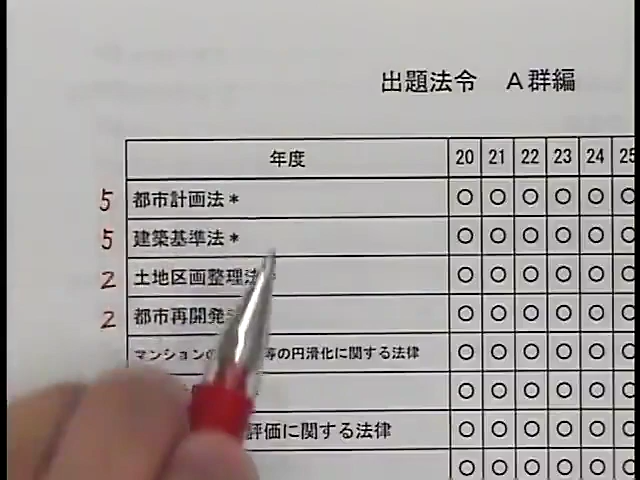 出題法令 A群編
年度 20 21 22 23 24 25
5 都市計画法* ○ ○ ○ ○ ○ ○
5 建築基準法* ○ ○ ○ ○ ○ ○
2 土地区画整理法 ○ ○ ○ ○ ○ ○
2 都市再開発 ○ ○ ○ ○ ○ ○
マンションの 等の円滑化に関する法律 ○ ○ ○ ○ ○ ○
○ ○ ○ ○ ○ ○
評価に関する法律 ○ ○ ○ ○ ○ ○
○ ○ ○ ○ ○ ○